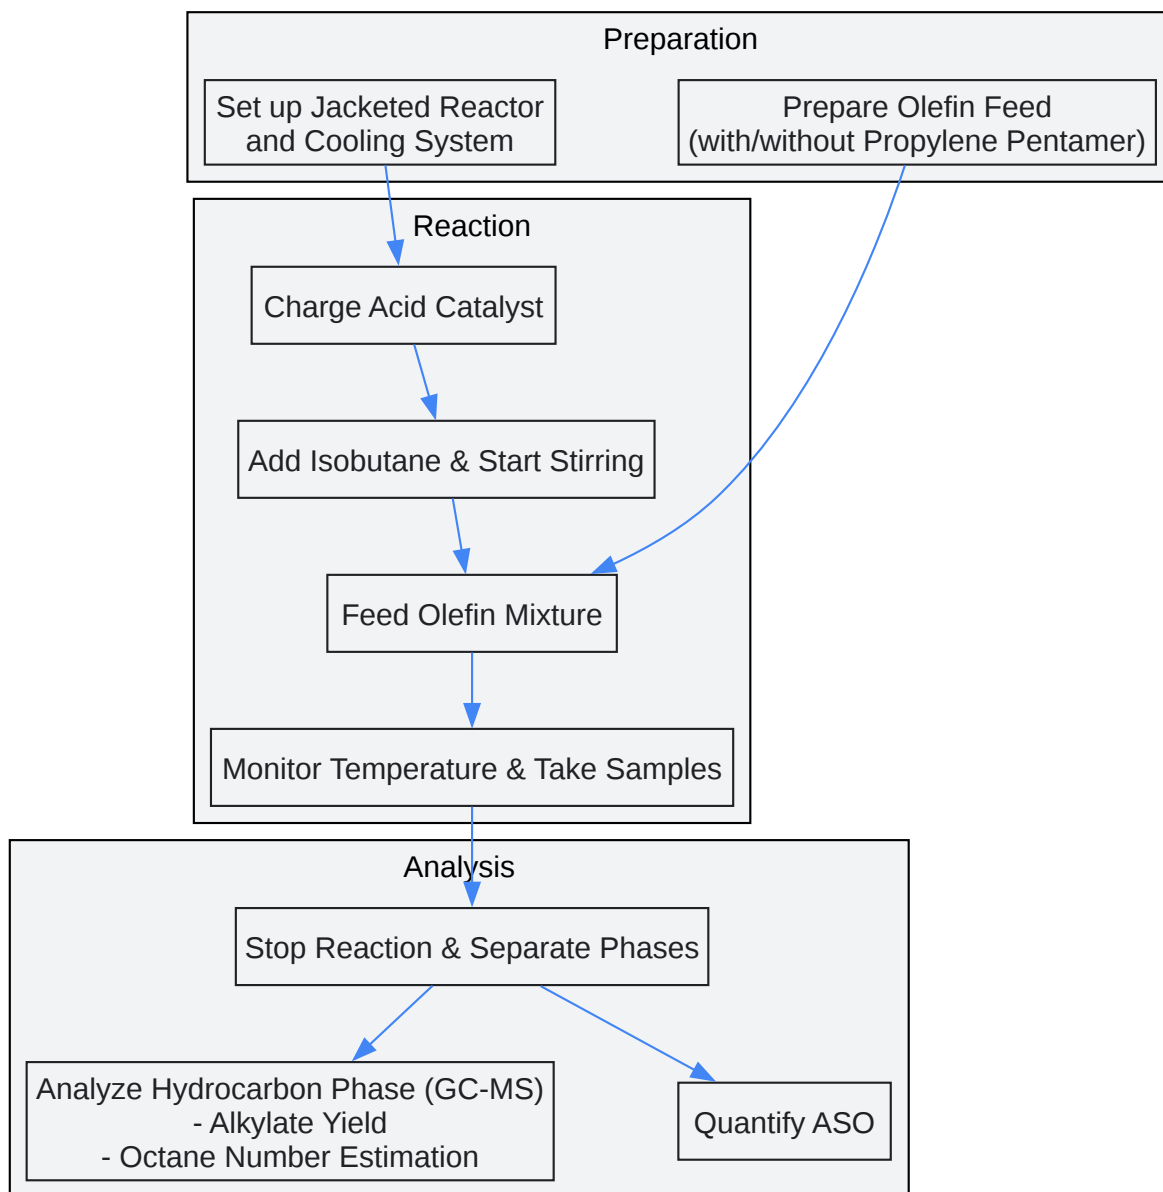 Preparation
Set up Jacketed Reactor
and Cooling System
Prepare Olefin Feed
(with/without Propylene Pentamer)
Reaction
Charge Acid Catalyst
Add Isobutane & Start Stirring
Feed Olefin Mixture
Monitor Temperature & Take Samples
Analysis
Stop Reaction & Separate Phases
Analyze Hydrocarbon Phase (GC-MS)
- Alkylate Yield
- Octane Number Estimation
Quantify ASO